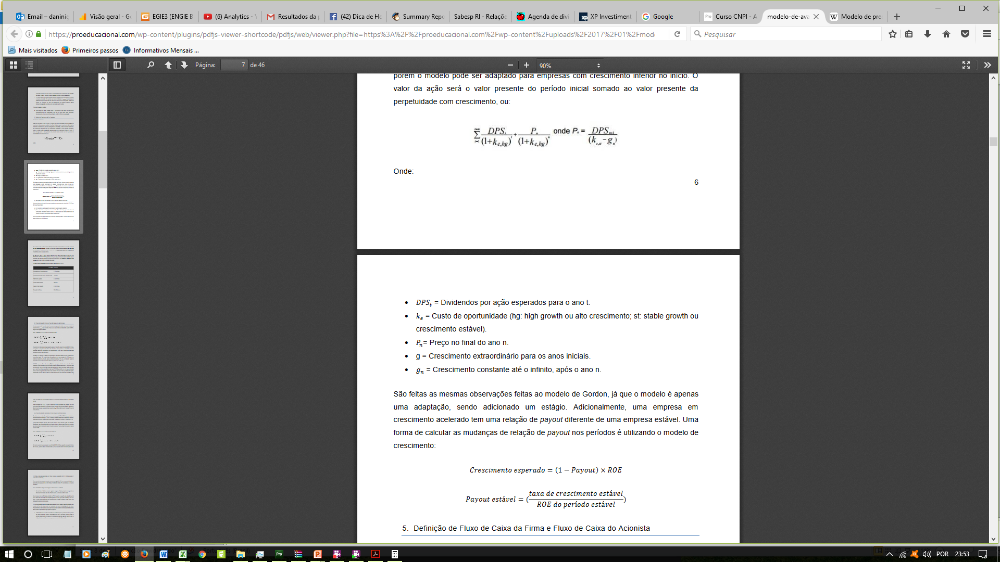 Email – daninig
Visão geral - Go
EGIE3 (ENGIE B
(6) Analytics - Y
Resultados da p
(42) Dica de Ho
Summary Repo
Sabesp RI - Relaçõe
Agenda de divi
XP Investiment
Google
Curso CNPI - A
modelo-de-ava
Modelo de pre
https://proeducacional.com/wp-content/plugins/pdfjs-viewer-shortcode/pdfjs/web/viewer.php?file=https%3A%2F%2Fproeducacional.com%2Fwp-content%2Fuploads%2F2017%2F01%2Fmode
Pesquisar
Mais visitados
Primeiros passos
Informativos Mensais ...
Página: 7 de 46
90%
porém o modelo pode ser adaptado para empresas com crescimento inferior no início. O
valor da ação será o valor presente do período inicial somado ao valor presente da
perpetuidade com crescimento, ou:
∑_{t=1}^{t=n} DPS_t/(1+k_{e,hg})^t + P_n/(1+k_{e,hg})^n onde P_n = DPS_{n+1}/(k_{e,st} - g_n)
Onde:
6
• DPS_t = Dividendos por ação esperados para o ano t.
• k_e = Custo de oportunidade (hg: high growth ou alto crescimento; st: stable growth ou
crescimento estável).
• P_n= Preço no final do ano n.
• g = Crescimento extraordinário para os anos iniciais.
• g_n = Crescimento constante até o infinito, após o ano n.
São feitas as mesmas observações feitas ao modelo de Gordon, já que o modelo é apenas
uma adaptação, sendo adicionado um estágio. Adicionalmente, uma empresa em
crescimento acelerado tem uma relação de payout diferente de uma empresa estável. Uma
forma de calcular as mudanças de relação de payout nos períodos é utilizando o modelo de
crescimento:
Crescimento esperado = (1 − Payout) × ROE
Payout estável = (taxa de crescimento estável / ROE do período estável)
5. Definição de Fluxo de Caixa da Firma e Fluxo de Caixa do Acionista
POR
23:53